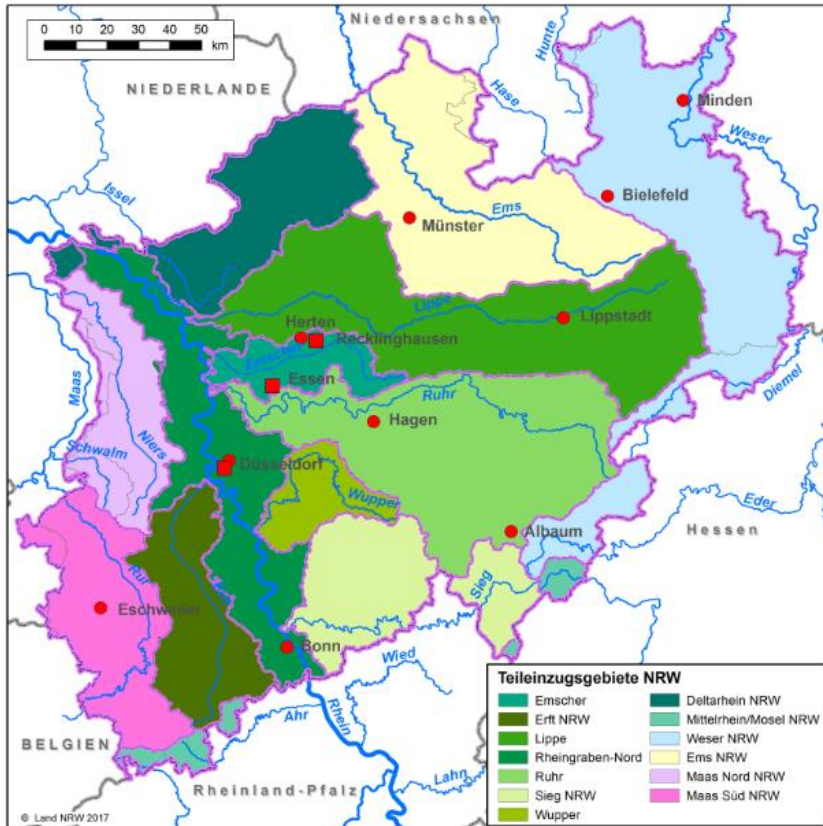 0 10 20 30 40 50
km
Niedersachsen
NIEDERLANDE
Hunte
Hase
Minden
Weser
Issel
Bielefeld
Ems
Münster
Lippe
Lippstadt
Herten
Recklinghausen
Emscher
Essen
Ruhr
Diemel
Maas
Hagen
Niers
Schwalm
Düsseldorf
Wupper
Eder
Hessen
Albaum
Rur
Sieg
Eschweiler
Bonn
Wied
Rhein
Ahr
BELGIEN
Lahn
Rheinland-Pfalz
© Land NRW 2017
Teileinzugsgebiete NRW
Emscher
Erft NRW
Lippe
Rheingraben-Nord
Ruhr
Sieg NRW
Wupper
Deltarhein NRW
Mittelrhein/Mosel NRW
Weser NRW
Ems NRW
Maas Nord NRW
Maas Süd NRW